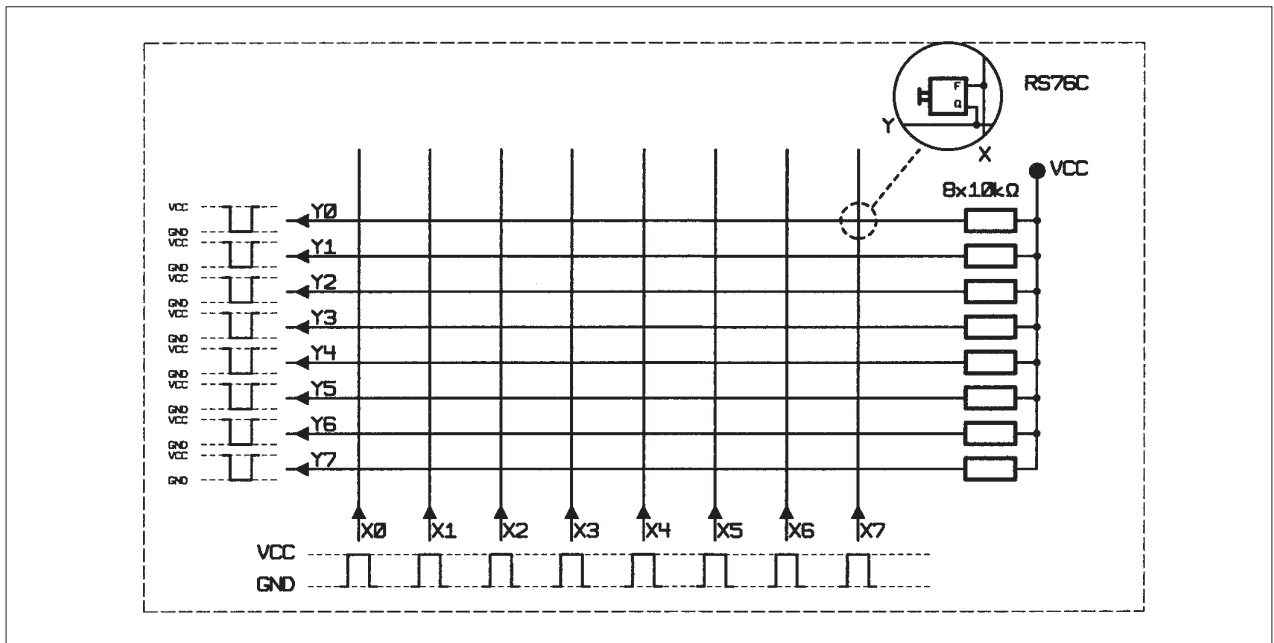 RS76C
F
Q
Y
X
VCC
8x10kΩ
VCC
Y0
GND
VCC
Y1
GND
VCC
Y2
GND
VCC
Y3
GND
VCC
Y4
GND
VCC
Y5
GND
VCC
Y6
GND
VCC
Y7
GND
X0 X1 X2 X3 X4 X5 X6 X7
VCC
GND